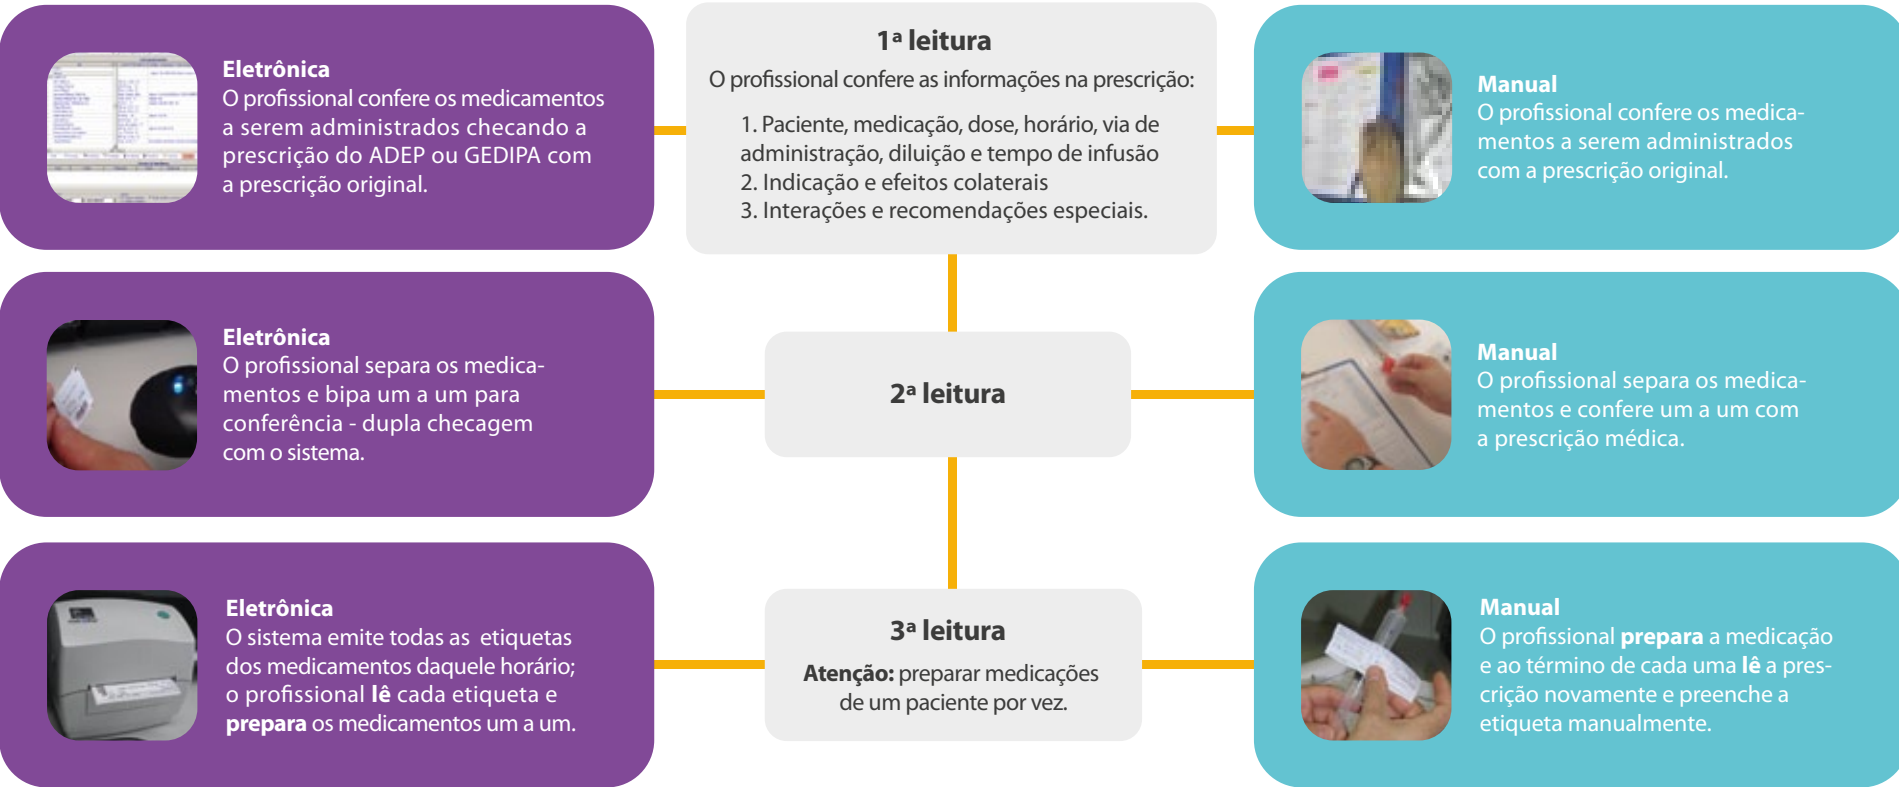 Eletrônica
O profissional confere os medicamentos
a serem administrados checando a
prescrição do ADEP ou GEDIPA com
a prescrição original.
1ª leitura
O profissional confere as informações na prescrição:
1. Paciente, medicação, dose, horário, via de
administração, diluição e tempo de infusão
2. Indicação e efeitos colaterais
3. Interações e recomendações especiais.
Manual
O profissional confere os medica-
mentos a serem administrados
com a prescrição original.
Eletrônica
O profissional separa os medica-
mentos e bipa um a um para
conferência - dupla checagem
com o sistema.
2ª leitura
Manual
O profissional separa os medica-
mentos e confere um a um com
a prescrição médica.
Eletrônica
O sistema emite todas as etiquetas
dos medicamentos daquele horário;
o profissional lê cada etiqueta e
prepara os medicamentos um a um.
3ª leitura
Atenção: preparar medicações
de um paciente por vez.
Manual
O profissional prepara a medicação
e ao término de cada uma lê a pres-
crição novamente e preenche a
etiqueta manualmente.